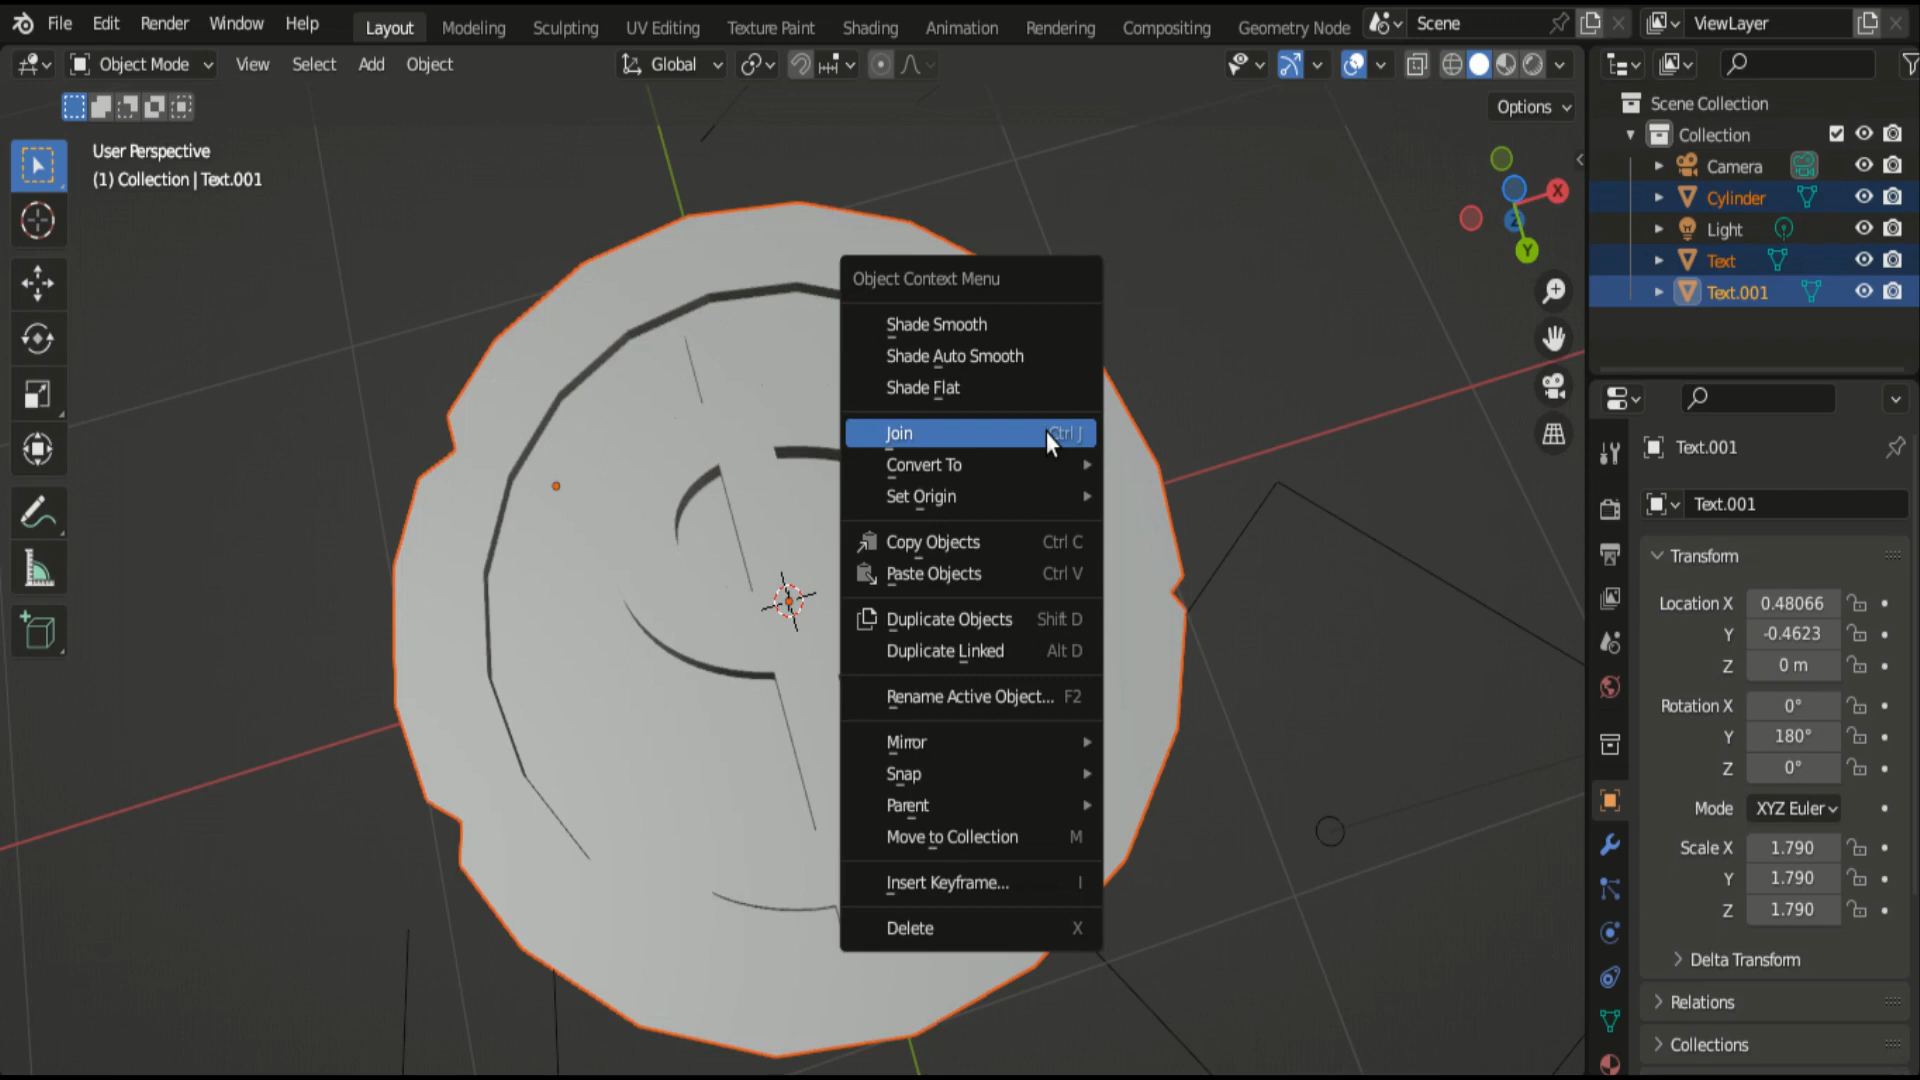 File Edit Render Window Help Layout Modeling Sculpting UV Editing Texture Paint Shading Animation Rendering Compositing Geometry Node Scene ViewLayer
Object Mode View Select Add Object Global
Options
User Perspective
(1) Collection | Text.001
Scene Collection
Collection
Camera
Cylinder
Light
Text
Text.001
X
Y
Z
Object Context Menu
Shade Smooth
Shade Auto Smooth
Shade Flat
Join Ctrl J
Convert To
Set Origin
Copy Objects Ctrl C
Paste Objects Ctrl V
Duplicate Objects Shift D
Duplicate Linked Alt D
Rename Active Object... F2
Mirror
Snap
Parent
Move to Collection M
Insert Keyframe... I
Delete X
Text.001
Text.001
Transform
Location X 0.48066
Y -0.4623
Z 0 m
Rotation X 0°
Y 180°
Z 0°
Mode XYZ Euler
Scale X 1.790
Y 1.790
Z 1.790
Delta Transform
Relations
Collections